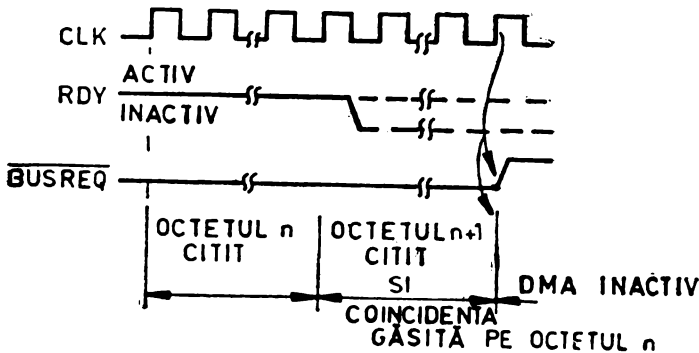 CLK
ACTIV
RDY
INACTIV
BUSREQ
OCTETUL n
CITIT
OCTETUL n+1
CITIT
SI
COINCIDENTA
GĂSITĂ PE OCTETUL n
DMA INACTIV